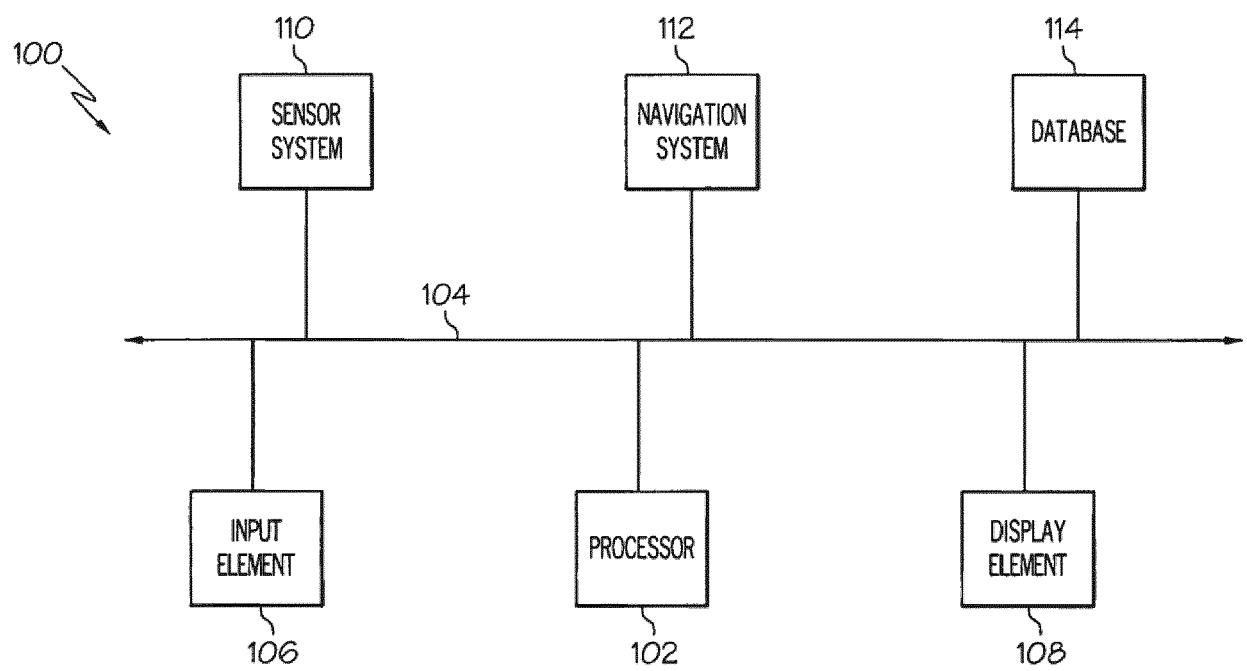 110
112
114
100
SENSOR
SYSTEM
NAVIGATION
SYSTEM
DATABASE
104
INPUT
ELEMENT
PROCESSOR
DISPLAY
ELEMENT
106
102
108